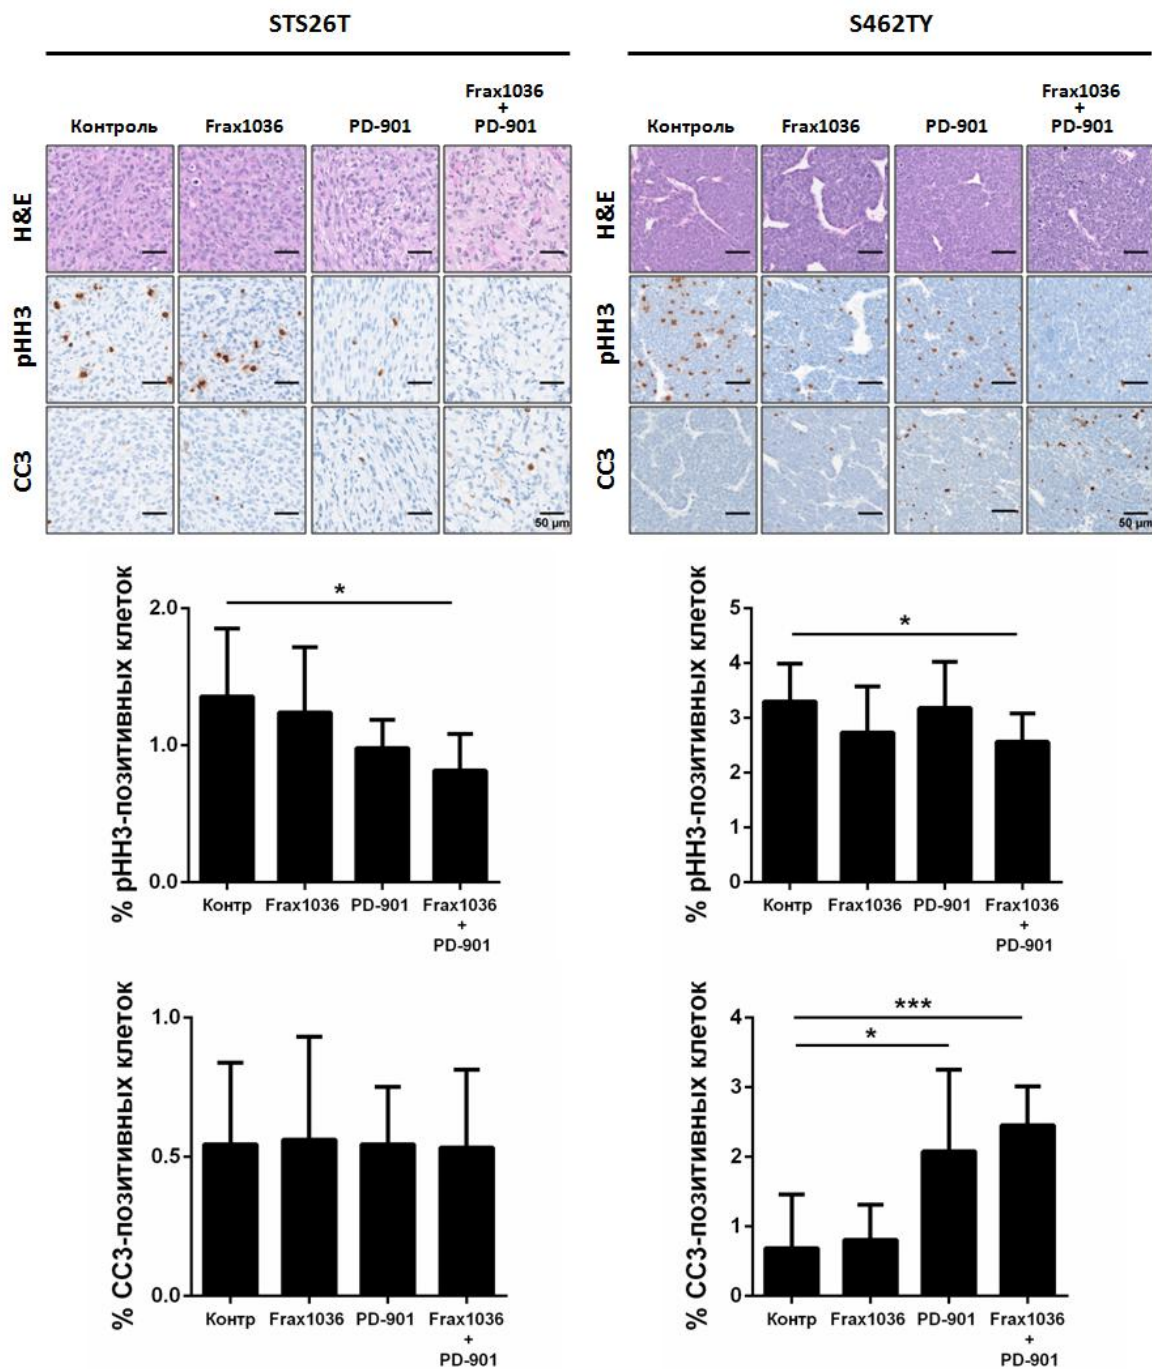 STS26T
S462TY
Контроль
Frax1036
PD-901
Frax1036
+
PD-901
Контроль
Frax1036
PD-901
Frax1036
+
PD-901
H&E
pHH3
CC3
50 µm
H&E
pHH3
CC3
50 µm
% pHH3-позитивных клеток
2.0
1.0
0.0
*
Контр
Frax1036
PD-901
Frax1036
+
PD-901
% pHH3-позитивных клеток
5
4
3
2
1
0
*
Контр
Frax1036
PD-901
Frax1036
+
PD-901
% CC3-позитивных клеток
1.0
0.5
0.0
Контр
Frax1036
PD-901
Frax1036
+
PD-901
% CC3-позитивных клеток
4
3
2
1
0
***
*
Контр
Frax1036
PD-901
Frax1036
+
PD-901